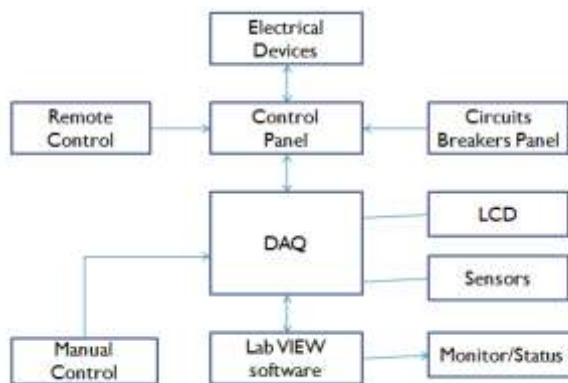 Electrical
Devices
Remote
Control
Control
Panel
Circuits
Breakers Panel
DAQ
LCD
Sensors
Manual
Control
Lab VIEW
software
Monitor/Status